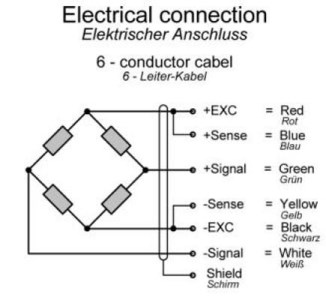 Electrical connection
Elektrischer Anschluss
6 - conductor cabel
6 - Leiter-Kabel
+EXC = Red
Rot
+Sense = Blue
Blau
+Signal = Green
Grün
-Sense = Yellow
Gelb
-EXC = Black
Schwarz
-Signal = White
Weiß
Shield
Schirm